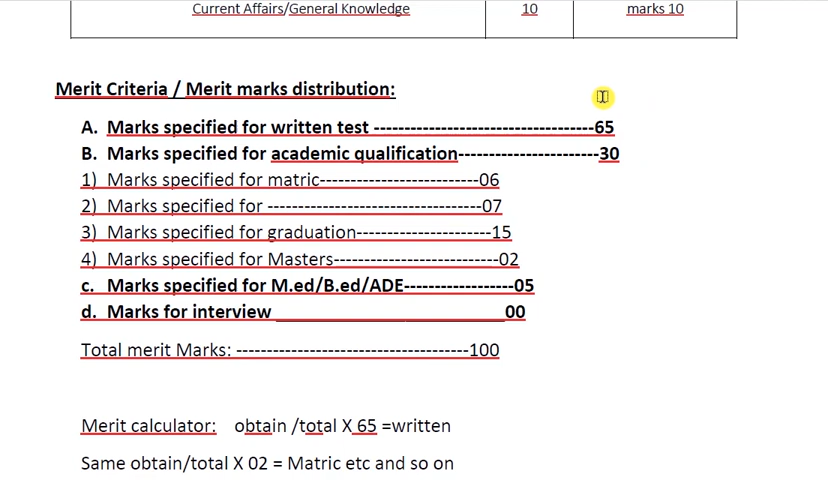 Current Affairs/General Knowledge 10 marks 10
Merit Criteria / Merit marks distribution:
A. Marks specified for written test ------------------------------------65
B. Marks specified for academic qualification-----------------------30
1) Marks specified for matric--------------------------06
2) Marks specified for -----------------------------------07
3) Marks specified for graduation----------------------15
4) Marks specified for Masters---------------------------02
c. Marks specified for M.ed/B.ed/ADE------------------05
d. Marks for interview ________________________00
Total merit Marks: --------------------------------------100
Merit calculator: obtain /total X 65 =written
Same obtain/total X 02 = Matric etc and so on